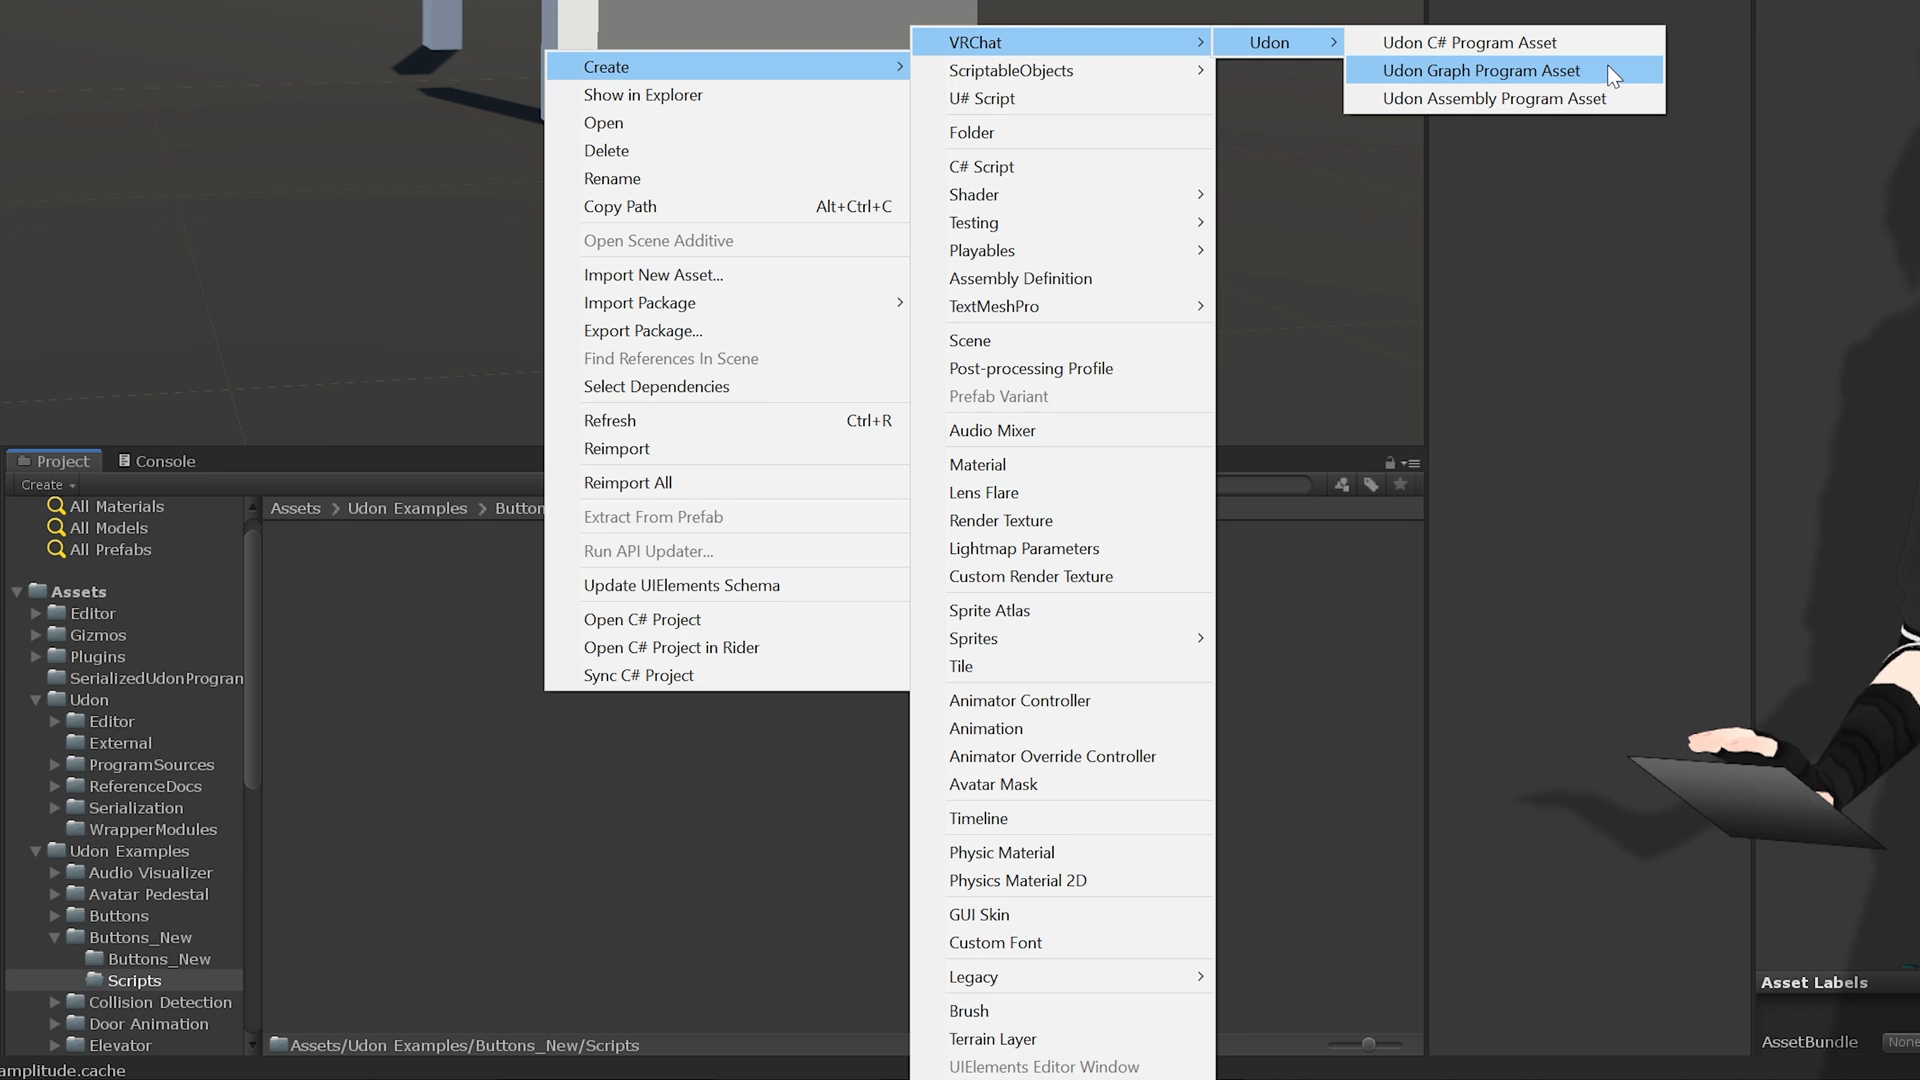 Create
Show in Explorer
Open
Delete
Rename
Copy Path Alt+Ctrl+C
Open Scene Additive
Import New Asset...
Import Package
Export Package...
Find References In Scene
Select Dependencies
Refresh Ctrl+R
Reimport
Reimport All
Extract From Prefab
Run API Updater...
Update UIElements Schema
Open C# Project
Open C# Project in Rider
Sync C# Project
VRChat
ScriptableObjects
U# Script
Folder
C# Script
Shader
Testing
Playables
Assembly Definition
TextMeshPro
Scene
Post-processing Profile
Prefab Variant
Audio Mixer
Material
Lens Flare
Render Texture
Lightmap Parameters
Custom Render Texture
Sprite Atlas
Sprites
Tile
Animator Controller
Animation
Animator Override Controller
Avatar Mask
Timeline
Physic Material
Physics Material 2D
GUI Skin
Custom Font
Legacy
Brush
Terrain Layer
UIElements Editor Window
Udon
Udon C# Program Asset
Udon Graph Program Asset
Udon Assembly Program Asset
Project Console
Create
All Materials
All Models
All Prefabs
Assets
Editor
Gizmos
Plugins
SerializedUdonProgran
Udon
Editor
External
ProgramSources
ReferenceDocs
Serialization
WrapperModules
Udon Examples
Audio Visualizer
Avatar Pedestal
Buttons
Buttons_New
Buttons_New
Scripts
Collision Detection
Door Animation
Elevator
Assets > Udon Examples > Button
Assets/Udon Examples/Buttons_New/Scripts
amplitude.cache
Asset Labels
AssetBundle None